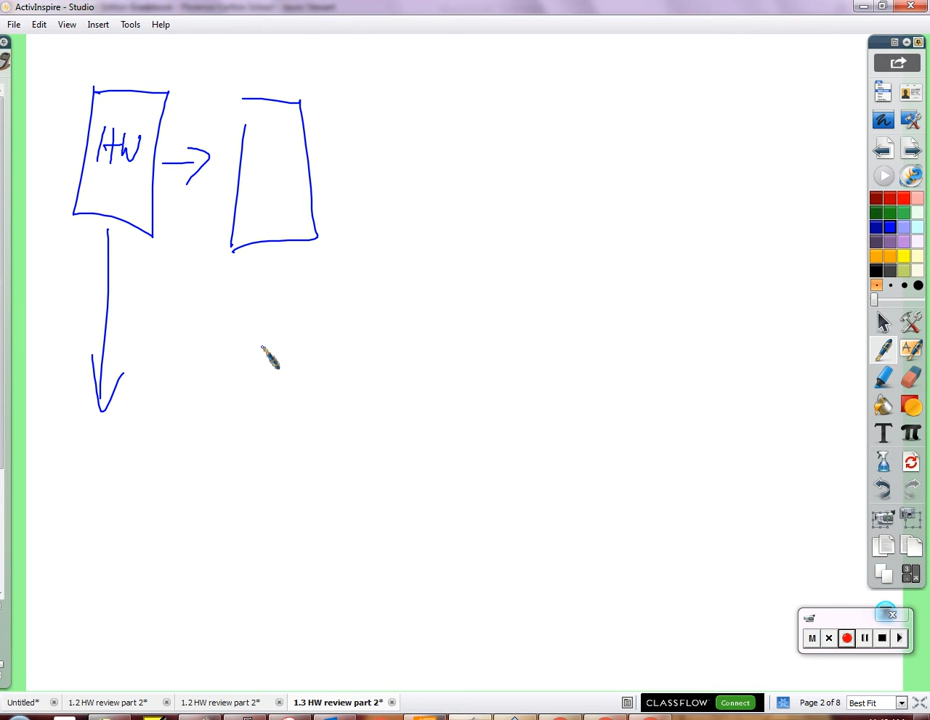 ActivInspire - Studio
File Edit View Insert Tools Help
HW
M
Untitled*
1.2 HW review part 2*
1.2 HW review part 2*
1.3 HW review part 2*
CLASSFLOW
Connect
Page 2 of 8
Best Fit